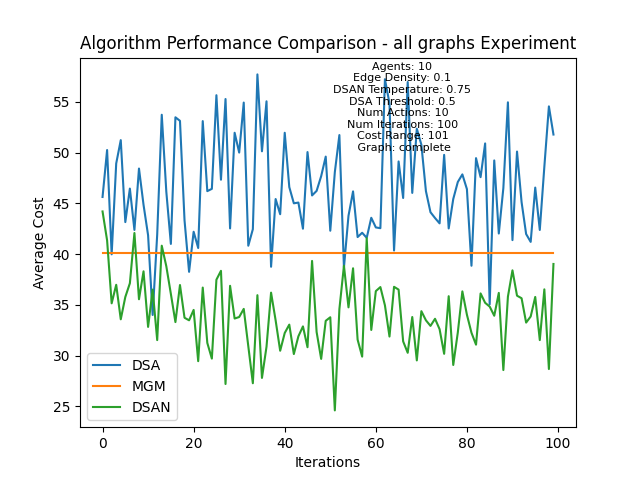 Algorithm Performance Comparison - all graphs Experiment
Agents: 10
Edge Density: 0.1
DSAN Temperature: 0.75
DSA Threshold: 0.5
Num Actions: 10
Num Iterations: 100
Cost Range: 101
Graph: complete
55
50
45
40
35
30
25
Average Cost
DSA
MGM
DSAN
0
20
40
60
80
100
Iterations